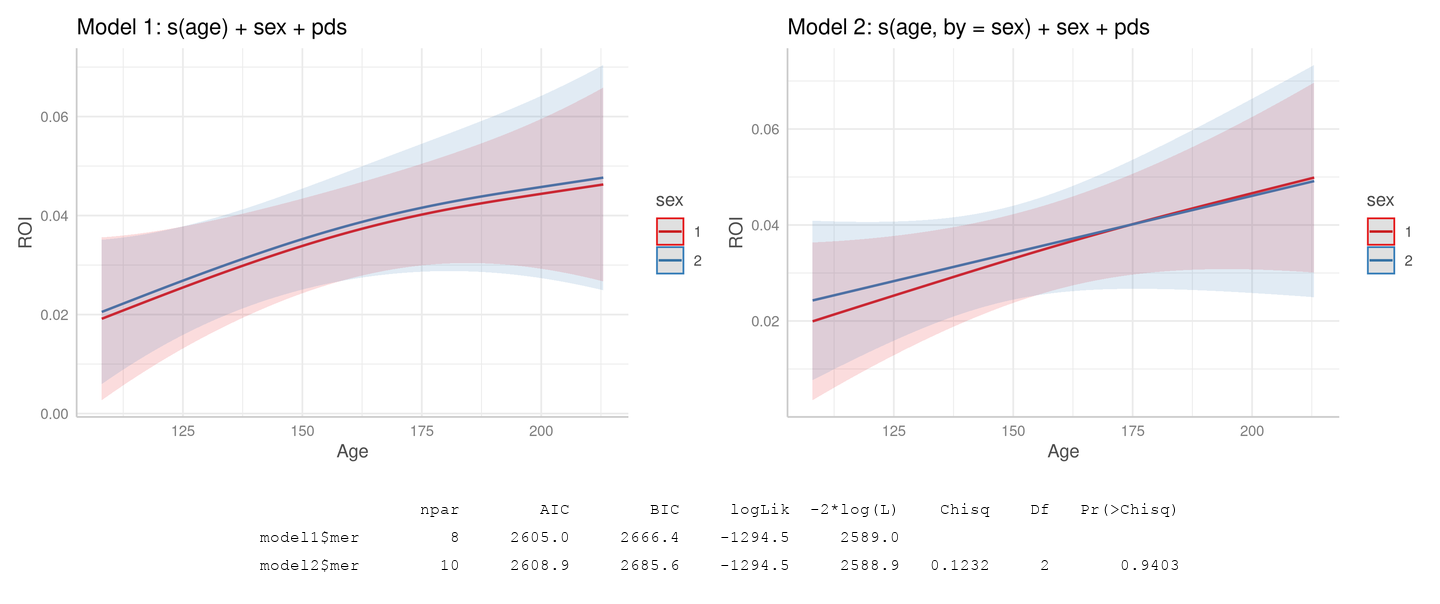 Model 1: s(age) + sex + pds
0.06
0.04
0.02
0.00
ROI
125 150 175 200
Age
sex
1
2
Model 2: s(age, by = sex) + sex + pds
0.06
0.04
0.02
ROI
125 150 175 200
Age
sex
1
2
npar AIC BIC logLik -2*log(L) Chisq Df Pr(>Chisq)
model1$mer 8 2605.0 2666.4 -1294.5 2589.0
model2$mer 10 2608.9 2685.6 -1294.5 2588.9 0.1232 2 0.9403